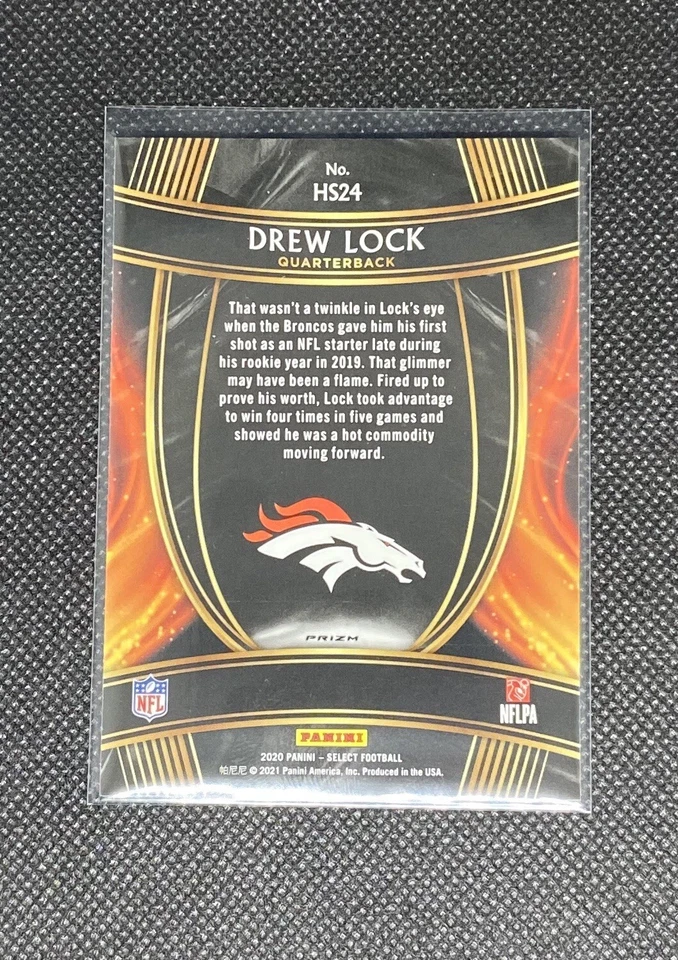 No.
HS24
DREW LOCK
QUARTERBACK
That wasn't a twinkle in Lock's eye
when the Broncos gave him his first
shot as an NFL starter late during
his rookie year in 2019. That glimmer
may have been a flame. Fired up to
prove his worth, Lock took advantage
to win four times in five games and
showed he was a hot commodity
moving forward.
PRIZM
NFL
NFLPA
PANINI
2020 PANINI – SELECT FOOTBALL
帕尼尼 © 2021 Panini America, Inc. Produced in the USA.